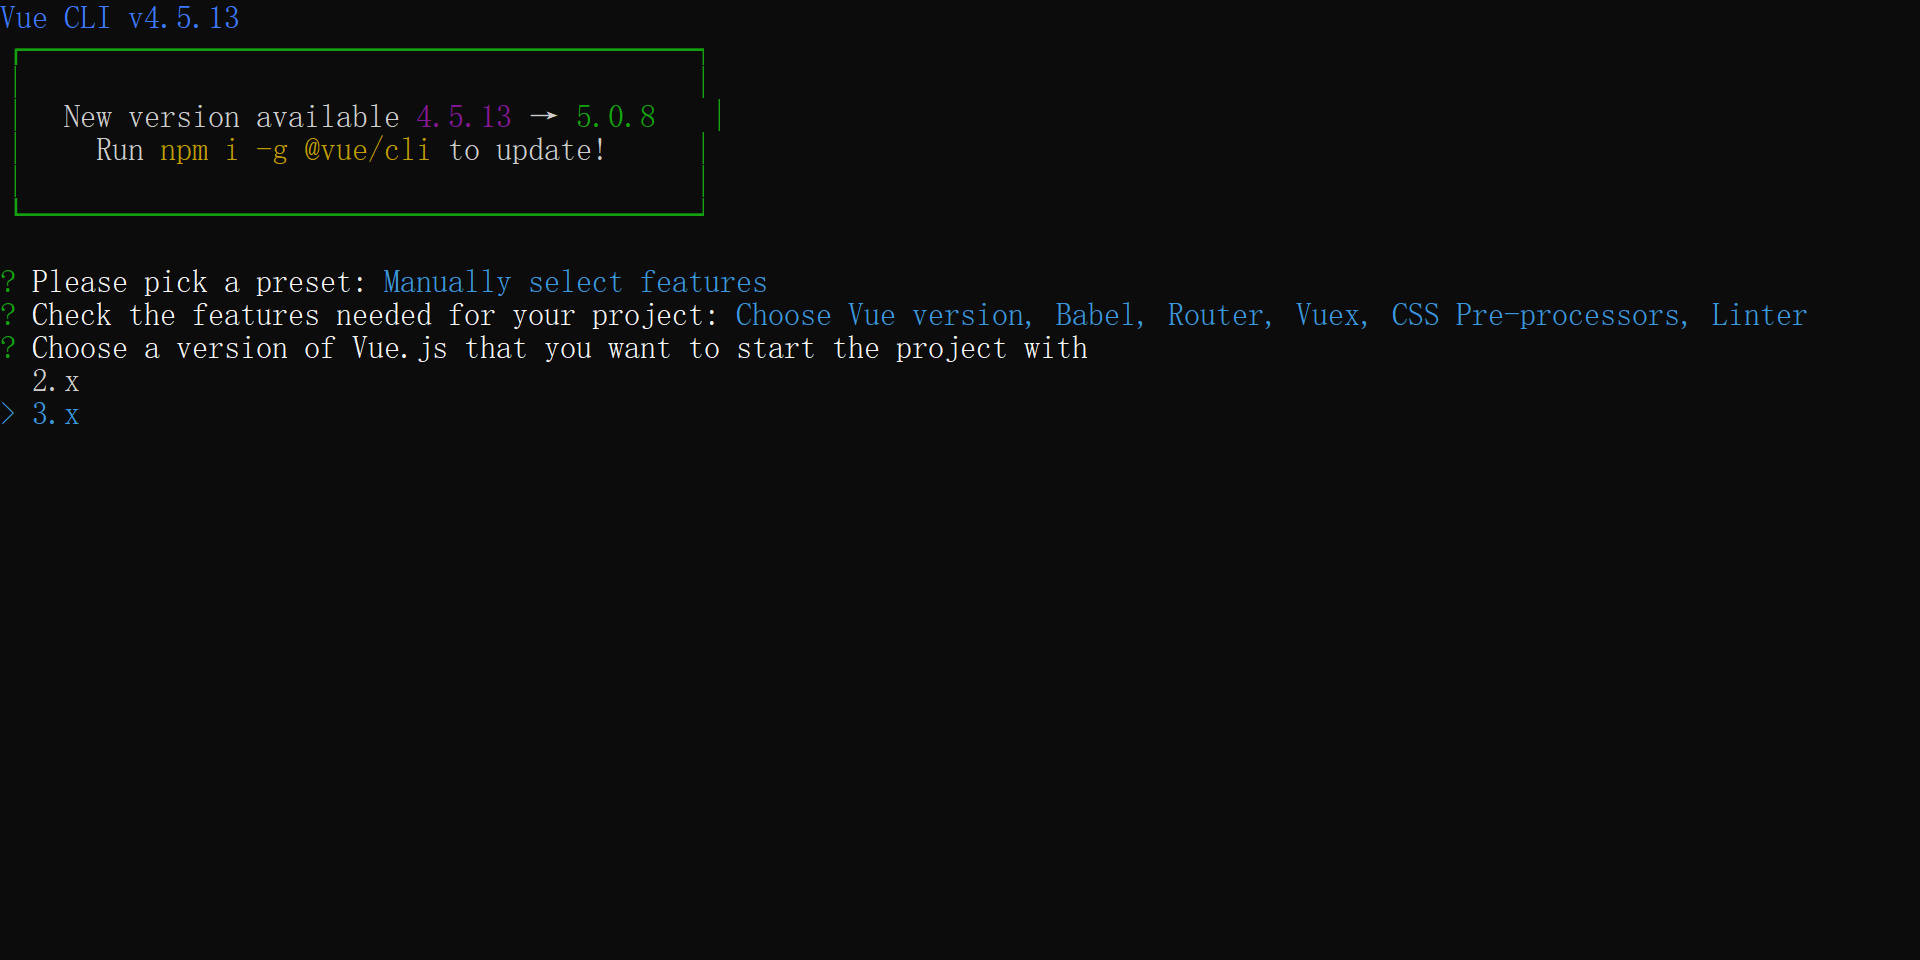 Vue CLI v4.5.13
New version available 4.5.13 → 5.0.8
Run npm i -g @vue/cli to update!
? Please pick a preset: Manually select features
? Check the features needed for your project: Choose Vue version, Babel, Router, Vuex, CSS Pre-processors, Linter
? Choose a version of Vue.js that you want to start the project with
2.x
> 3.x